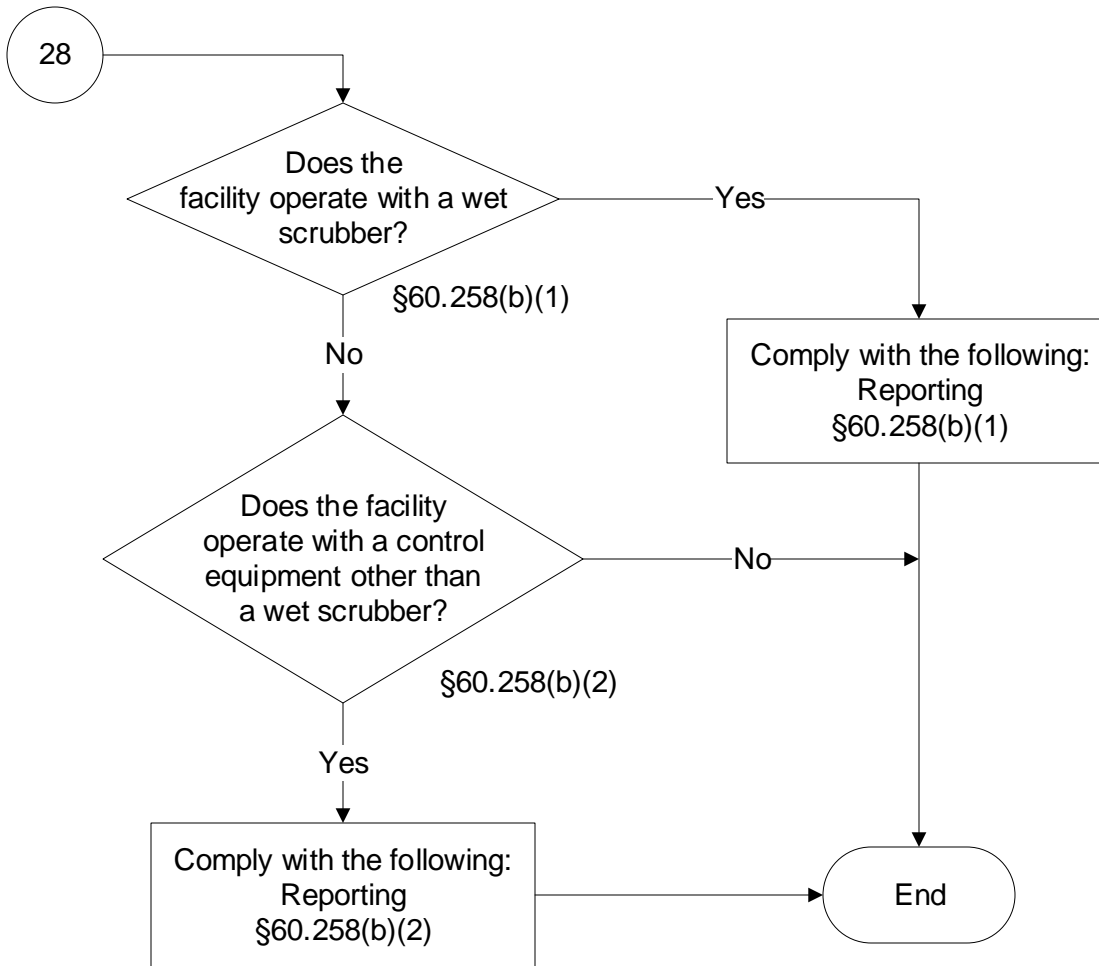 28
Does the
facility operate with a wet
scrubber?
Yes
§60.258(b)(1)
No
Comply with the following:
Reporting
§60.258(b)(1)
Does the facility
operate with a control
equipment other than
a wet scrubber?
No
§60.258(b)(2)
Yes
Comply with the following:
Reporting
§60.258(b)(2)
End